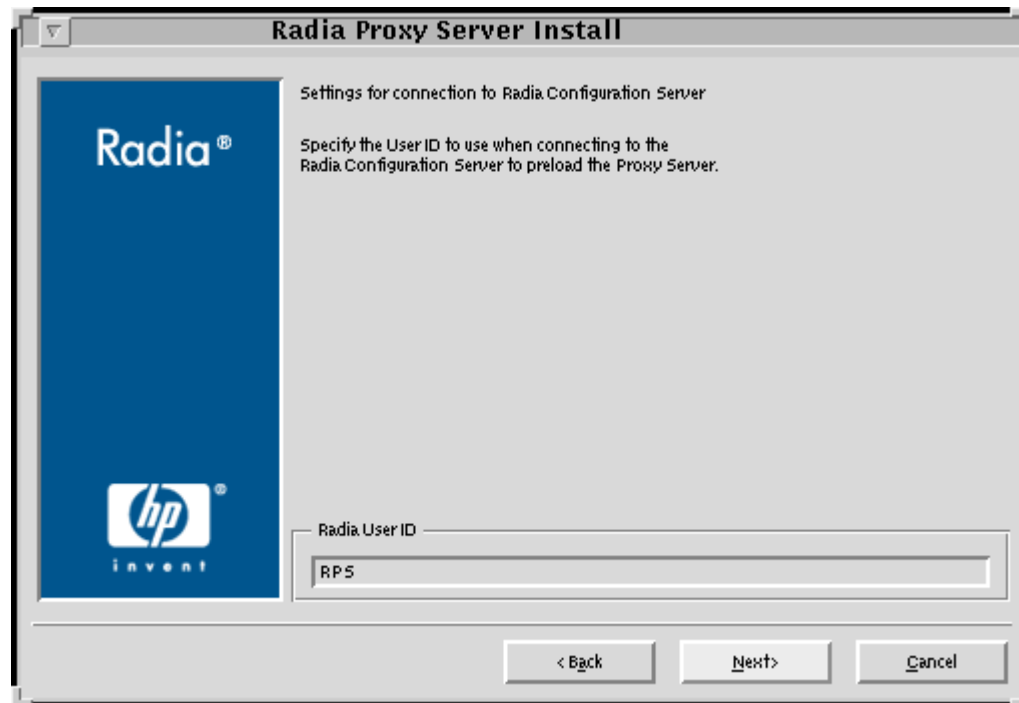 Radia Proxy Server Install
Radia®
Settings for connection to Radia Configuration Server
Specify the User ID to use when connecting to the
Radia Configuration Server to preload the Proxy Server.
hp®
invent
Radia User ID
RPS
< Back
Next>
Cancel